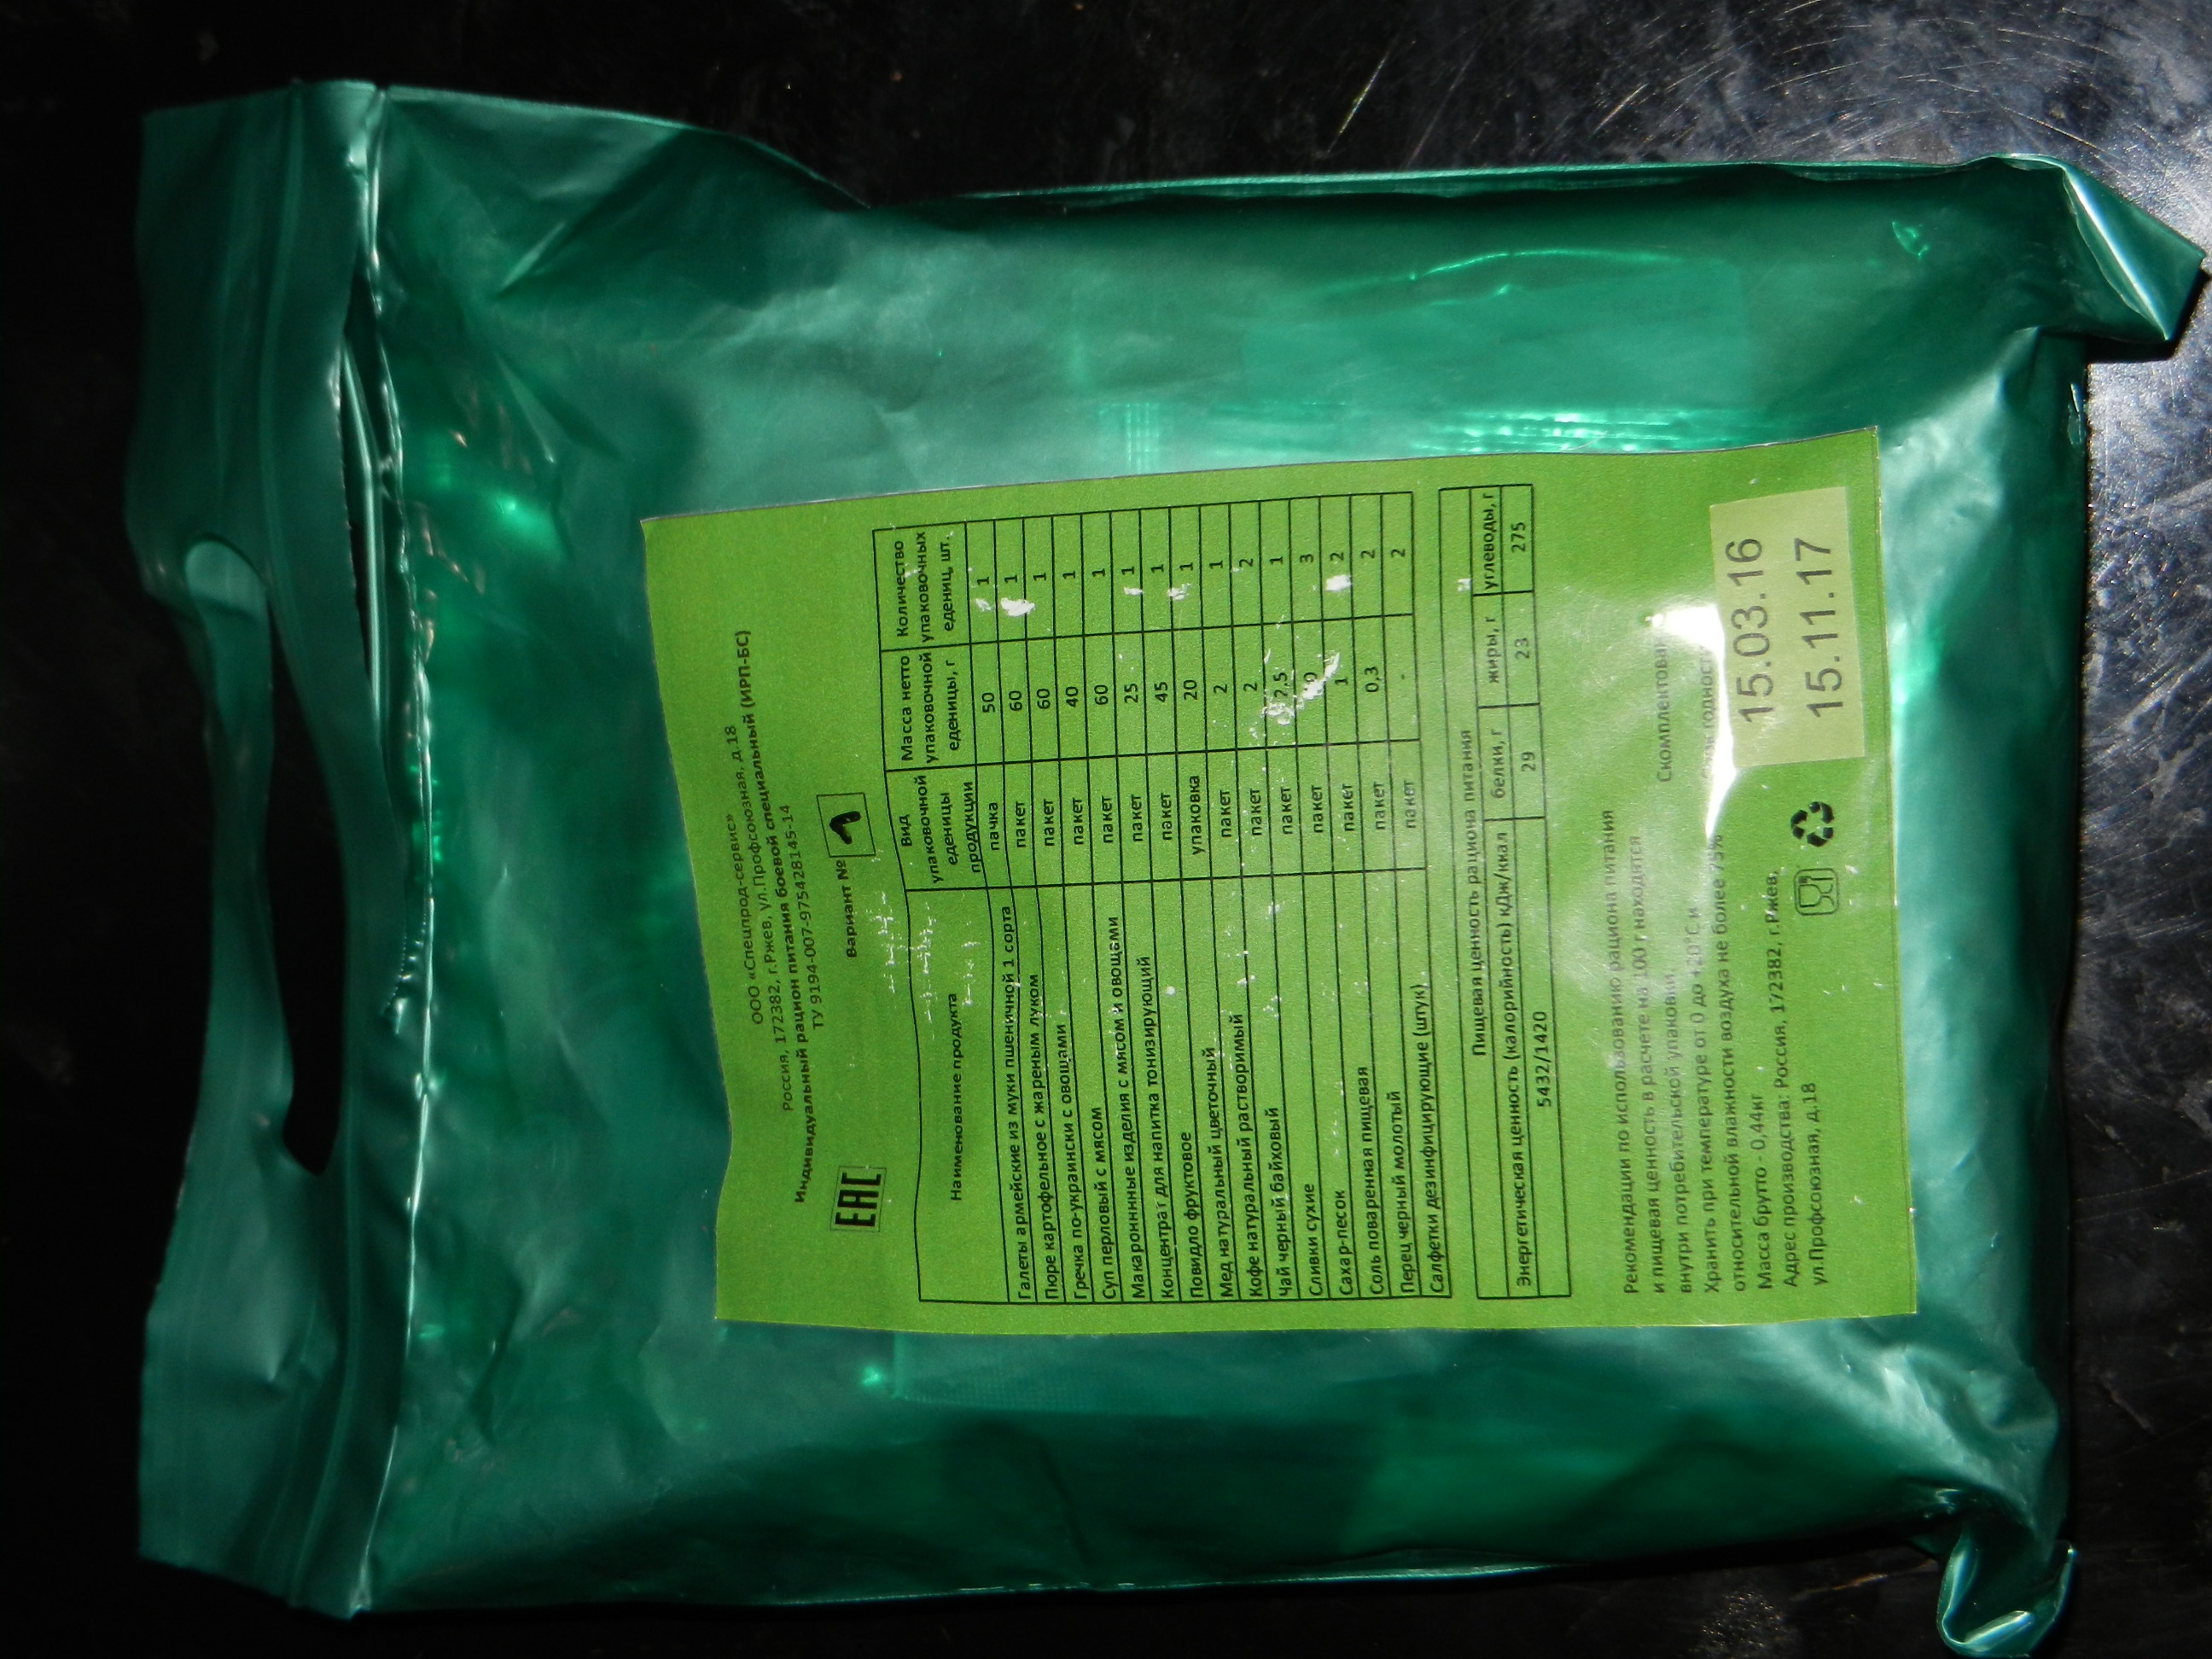 ООО «Спецпрод-сервис»
Россия, 172382, г.Ржев, ул.Профсоюзная, д.18
Индивидуальный рацион питания боевой специальный (ИРП-БС)
ТУ 9194-007-9754281​45-14
ЕАС Вариант № 1
Наименование продукта Вид упаковочной еденицы продукции Масса нетто упаковочной еденицы, г Количество упаковочных едениц, шт.
Галеты армейские из муки пшеничной 1 сорта пачка 50 1
Пюре картофельное с жареным луком пакет 60 1
Гречка по-украински с овощами пакет 60 1
Суп перловый с мясом пакет 40 1
Макароннные изделия с мясом и овощами пакет 60 1
Концентрат для напитка тонизирующий пакет 25 1
Повидло фруктовое пакет 45 1
Мед натуральный цветочный упаковка 20 1
Кофе натуральный растворимый пакет 2 1
Чай черный байховый пакет 2 2
Сливки сухие пакет 2,5 1
Сахар-песок пакет 3
Соль поваренная пищевая пакет 1 2
Перец черный молотый пакет 0,3 2
Салфетки дезинфицирующие (штук) пакет - 2
Пищевая ценность рациона питания
Энергетическая ценность (калорийность) кДж/ккал белки, г жиры, г углеводы, г
5432/1420 29 23 275
Рекомендации по использованию рациона питания
и пищевая ценность в расчете на 100 г находятся
внутри потребительской упаковки.
Хранить при температуре от 0 до +20°С и
относительной влажности воздуха не более 75%
Масса брутто - 0,44кг
Адрес производства: Россия, 172382, г.Ржев,
ул.Профсоюзная, д.18
15.03.16
15.11.17